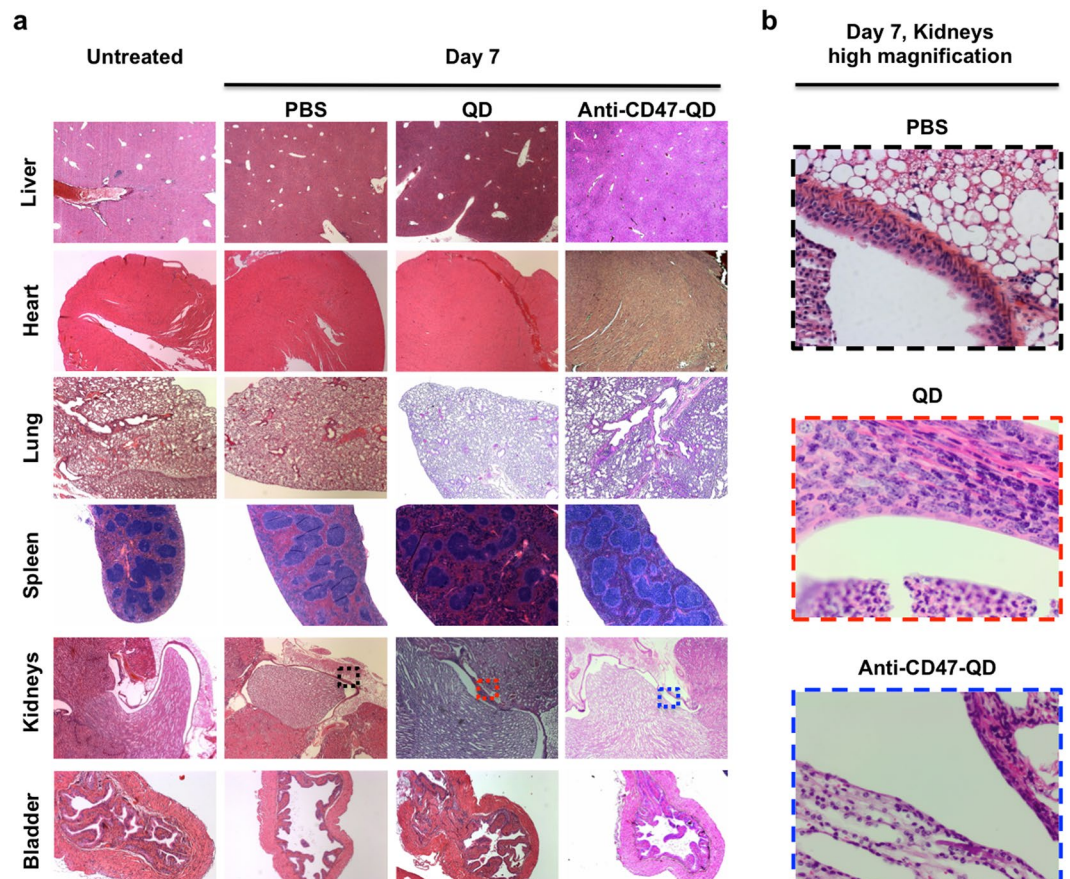 a
Untreated
Day 7
PBS
QD
Anti-CD47-QD
Liver
Heart
Lung
Spleen
Kidneys
Bladder
b
Day 7, Kidneys
high magnification
PBS
QD
Anti-CD47-QD